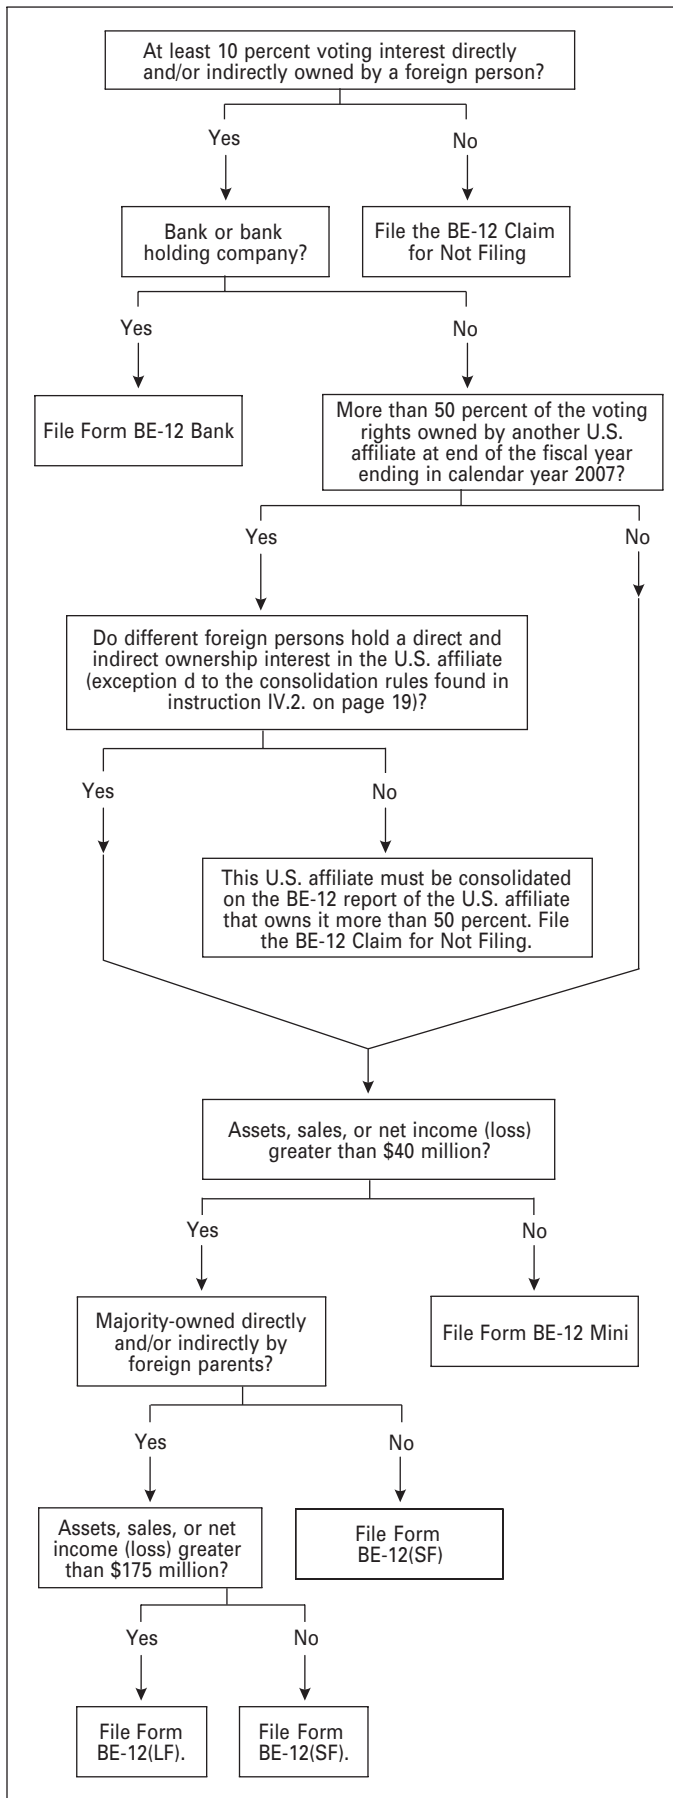 At least 10 percent voting interest directly
and/or indirectly owned by a foreign person?
Yes
No
Bank or bank
holding company?
File the BE-12 Claim
for Not Filing
Yes
No
File Form BE-12 Bank
More than 50 percent of the voting
rights owned by another U.S.
affiliate at end of the fiscal year
ending in calendar year 2007?
Yes
No
Do different foreign persons hold a direct and
indirect ownership interest in the U.S. affiliate
(exception d to the consolidation rules found in
instruction IV.2. on page 19)?
Yes
No
This U.S. affiliate must be consolidated
on the BE-12 report of the U.S. affiliate
that owns it more than 50 percent. File
the BE-12 Claim for Not Filing.
Assets, sales, or net income (loss)
greater than $40 million?
Yes
No
Majority-owned directly
and/or indirectly by
foreign parents?
File Form BE-12 Mini
Yes
No
Assets, sales, or net
income (loss) greater
than $175 million?
File Form
BE-12(SF)
Yes
No
File Form
BE-12(LF).
File Form
BE-12(SF).